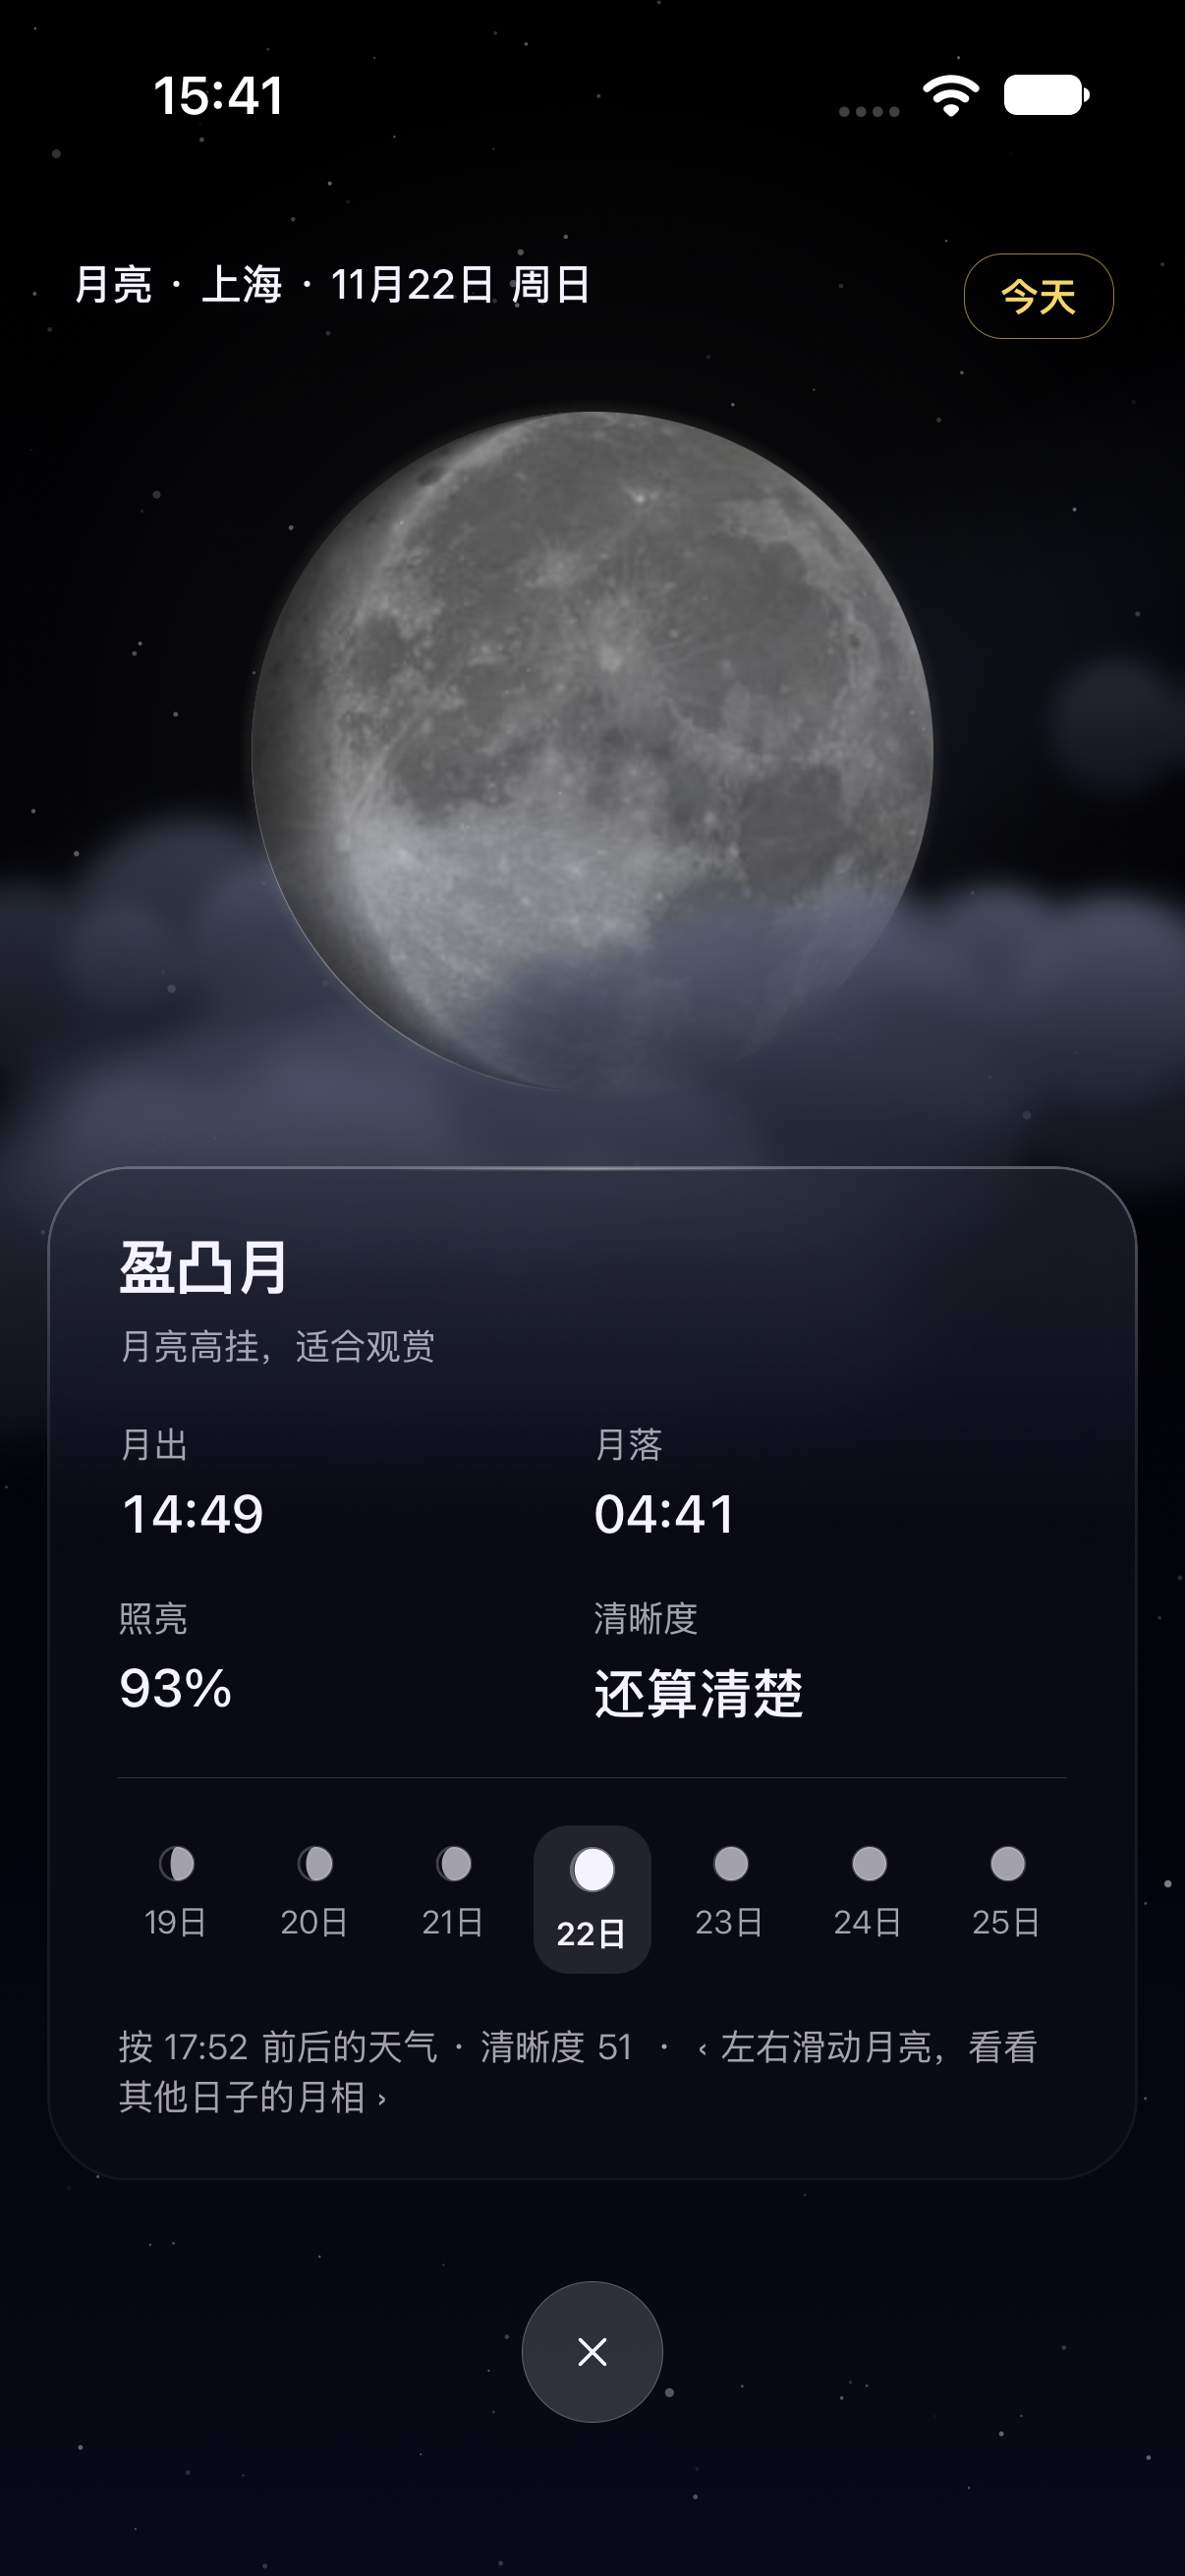 15:41
月亮 · 上海 · 11月22日 周日
今天
盈凸月
月亮高挂，适合观赏
月出
月落
14:49
04:41
照亮
清晰度
93%
还算清楚
19日
20日
21日
22日
23日
24日
25日
按 17:52 前后的天气 · 清晰度 51 · ‹ 左右滑动月亮，看看
其他日子的月相 ›